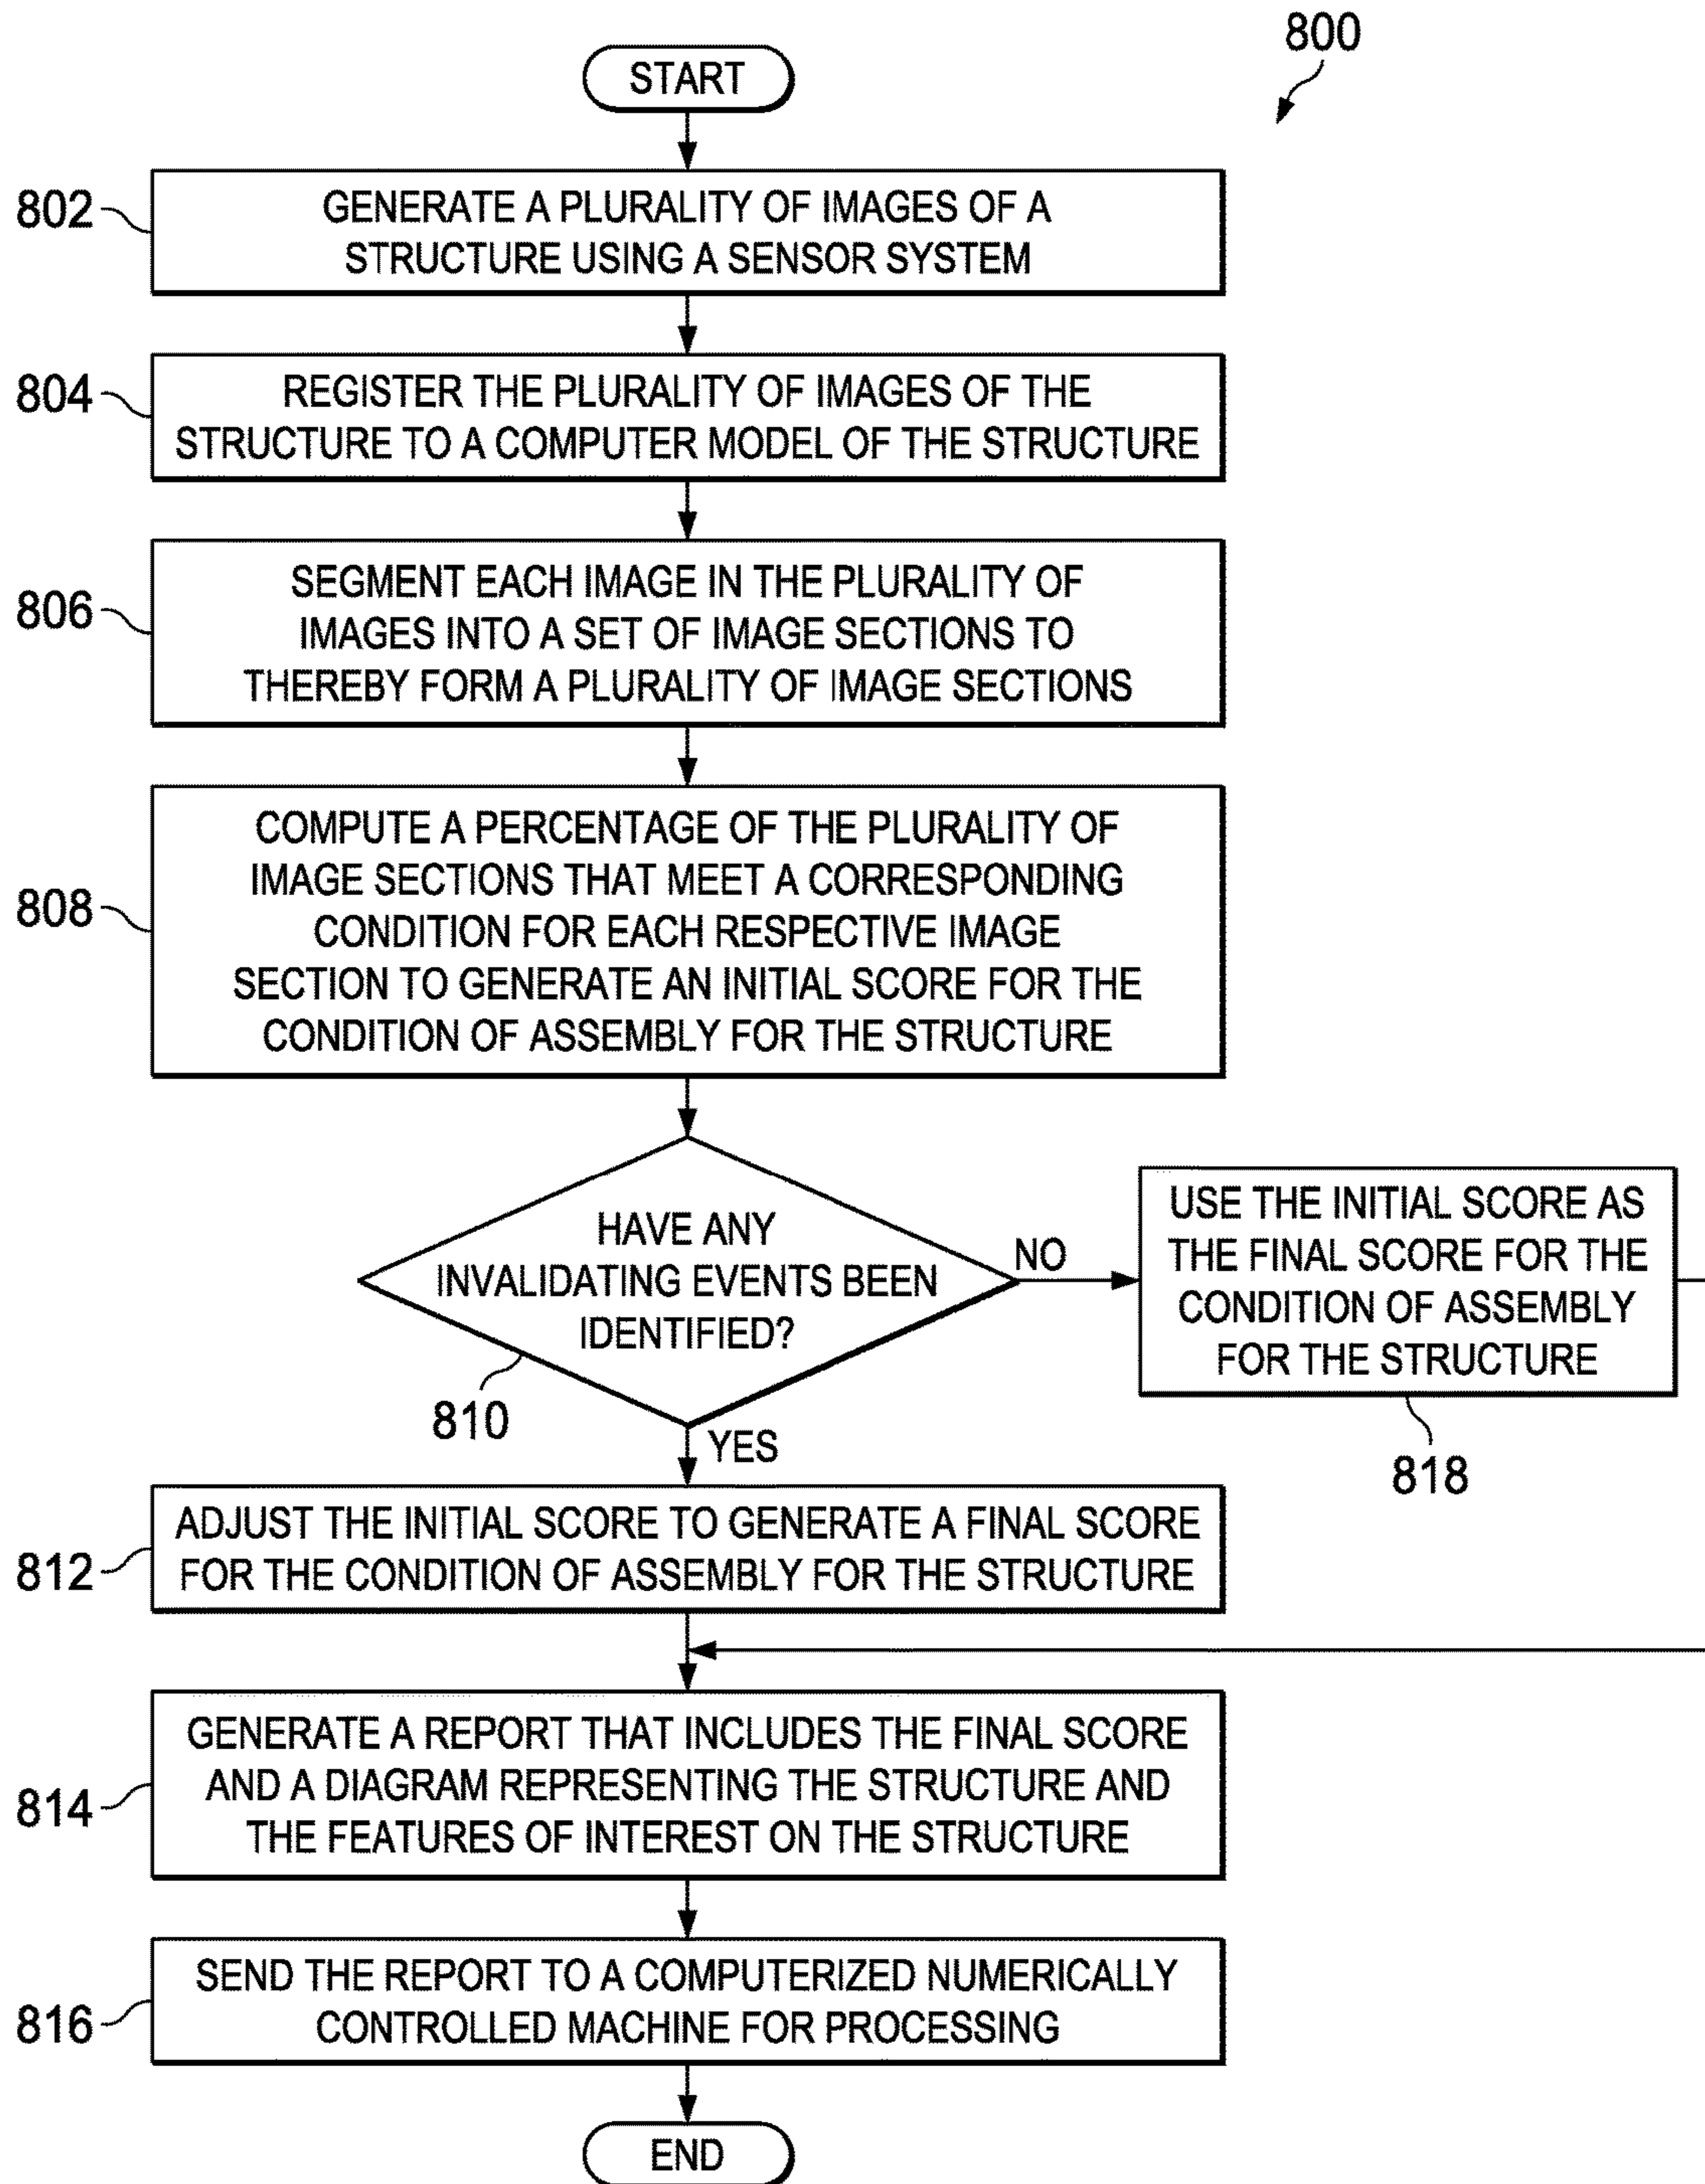 800
START
802
GENERATE A PLURALITY OF IMAGES OF A
STRUCTURE USING A SENSOR SYSTEM
804
REGISTER THE PLURALITY OF IMAGES OF THE
STRUCTURE TO A COMPUTER MODEL OF THE STRUCTURE
806
SEGMENT EACH IMAGE IN THE PLURALITY OF
IMAGES INTO A SET OF IMAGE SECTIONS TO
THEREBY FORM A PLURALITY OF IMAGE SECTIONS
808
COMPUTE A PERCENTAGE OF THE PLURALITY OF
IMAGE SECTIONS THAT MEET A CORRESPONDING
CONDITION FOR EACH RESPECTIVE IMAGE
SECTION TO GENERATE AN INITIAL SCORE FOR THE
CONDITION OF ASSEMBLY FOR THE STRUCTURE
HAVE ANY
INVALIDATING EVENTS BEEN
IDENTIFIED?
810
NO
USE THE INITIAL SCORE AS
THE FINAL SCORE FOR THE
CONDITION OF ASSEMBLY
FOR THE STRUCTURE
818
YES
812
ADJUST THE INITIAL SCORE TO GENERATE A FINAL SCORE
FOR THE CONDITION OF ASSEMBLY FOR THE STRUCTURE
814
GENERATE A REPORT THAT INCLUDES THE FINAL SCORE
AND A DIAGRAM REPRESENTING THE STRUCTURE AND
THE FEATURES OF INTEREST ON THE STRUCTURE
816
SEND THE REPORT TO A COMPUTERIZED NUMERICALLY
CONTROLLED MACHINE FOR PROCESSING
END